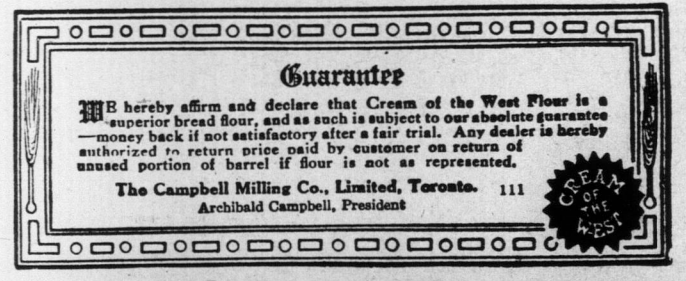 Guarantee
WE hereby affirm and declare that Cream of the West Flour is a
superior bread flour, and as such is subject to our absolute guarantee
—money back if not satisfactory after a fair trial. Any dealer is hereby
authorized to return price paid by customer on return of
unused portion of barrel if flour is not as represented.
The Campbell Milling Co., Limited, Toronto. 111
Archibald Campbell, President
CREAM
OF
THE
WEST